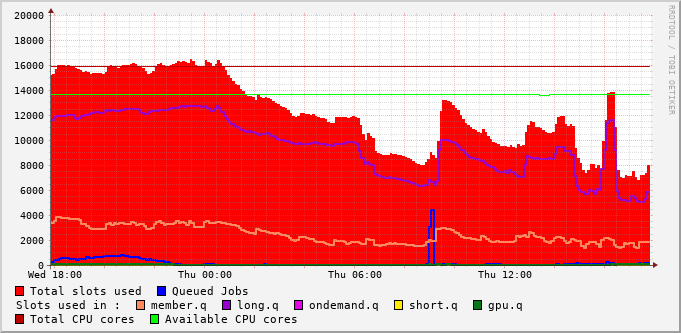 20000
18000
16000
14000
12000
10000
8000
6000
4000
2000
0
Wed 18:00 Thu 00:00 Thu 06:00 Thu 12:00
RRDTOOL / TOBI OETIKER
Total slots used Queued Jobs
Slots used in : member.q long.q ondemand.q short.q gpu.q
Total CPU cores Available CPU cores